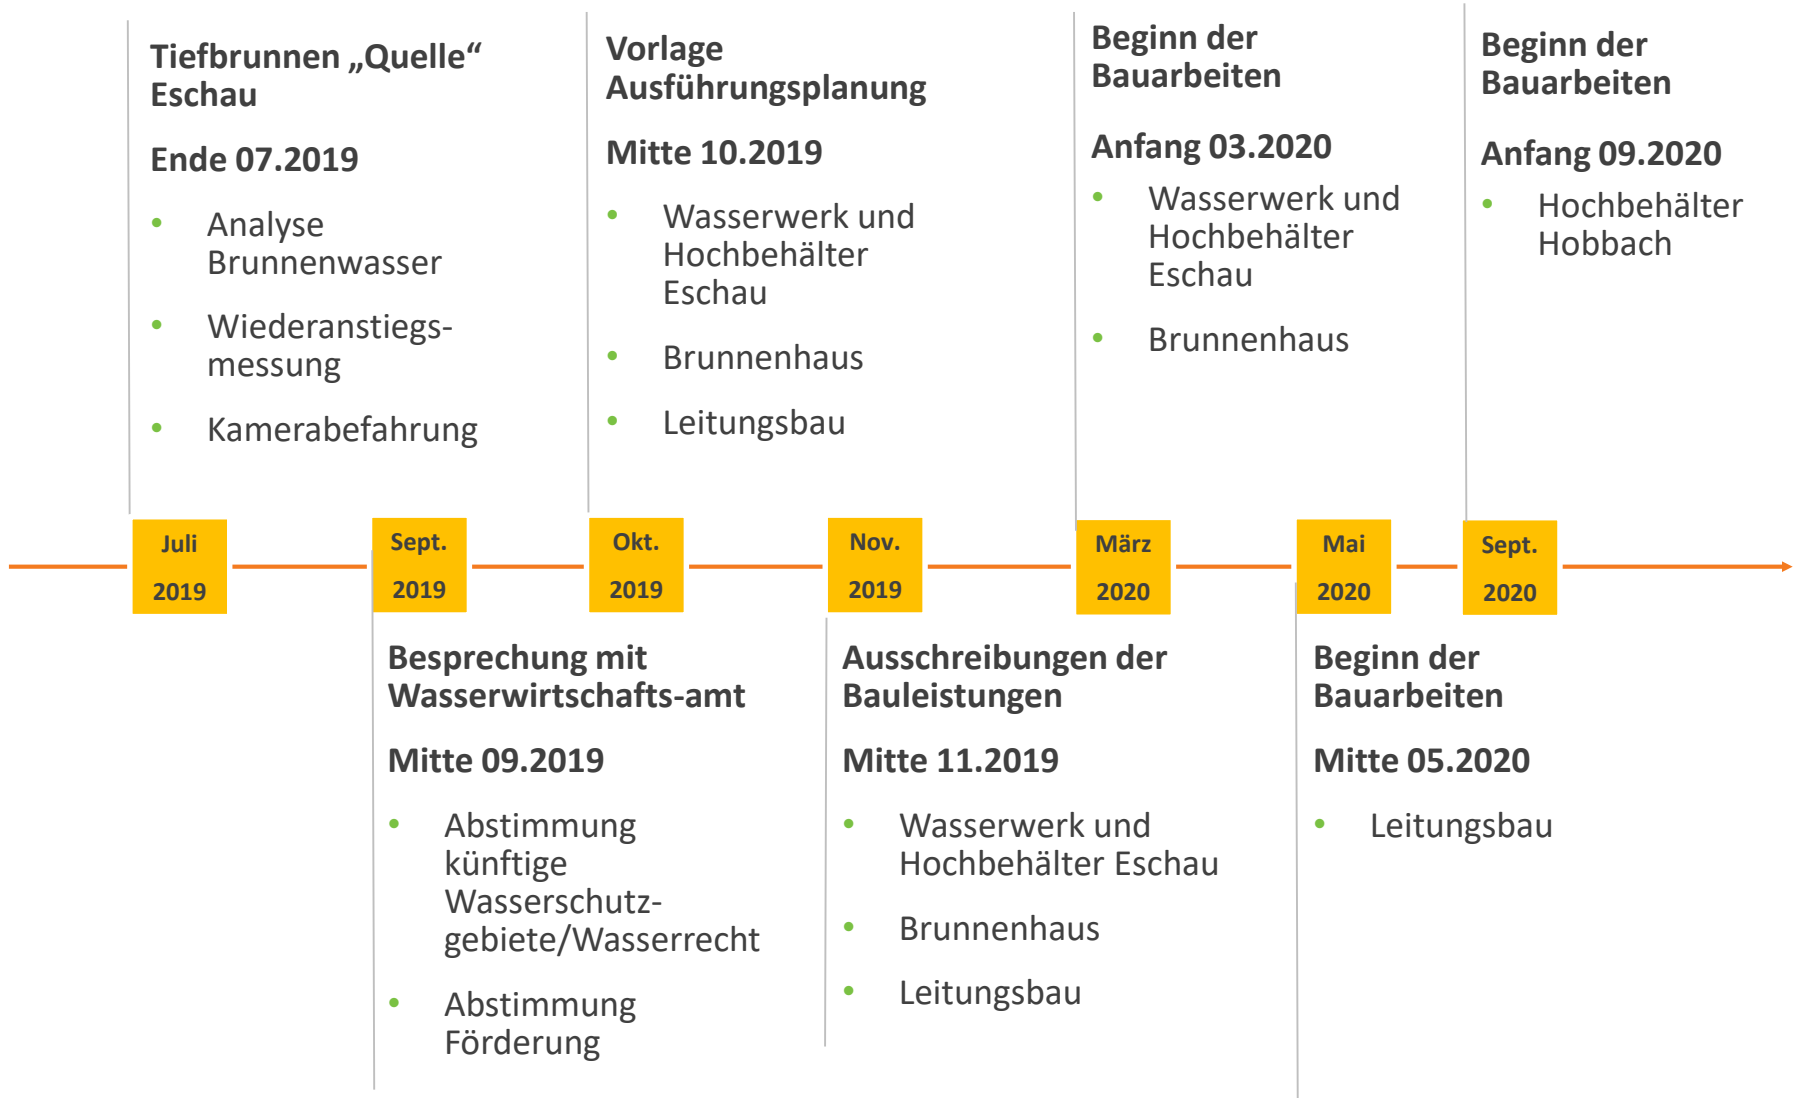 Tiefbrunnen „Quelle“
Eschau
Ende 07.2019
• Analyse
Brunnenwasser
• Wiederanstiegs-
messung
• Kamerabefahrung
Vorlage
Ausführungsplanung
Mitte 10.2019
• Wasserwerk und
Hochbehälter
Eschau
• Brunnenhaus
• Leitungsbau
Beginn der
Bauarbeiten
Anfang 03.2020
• Wasserwerk und
Hochbehälter
Eschau
• Brunnenhaus
Beginn der
Bauarbeiten
Anfang 09.2020
• Hochbehälter
Hobbach
Juli
2019
Sept.
2019
Okt.
2019
Nov.
2019
März
2020
Mai
2020
Sept.
2020
Besprechung mit
Wasserwirtschafts-amt
Mitte 09.2019
• Abstimmung
künftige
Wasserschutz-
gebiete/Wasserrecht
• Abstimmung
Förderung
Ausschreibungen der
Bauleistungen
Mitte 11.2019
• Wasserwerk und
Hochbehälter Eschau
• Brunnenhaus
• Leitungsbau
Beginn der
Bauarbeiten
Mitte 05.2020
• Leitungsbau